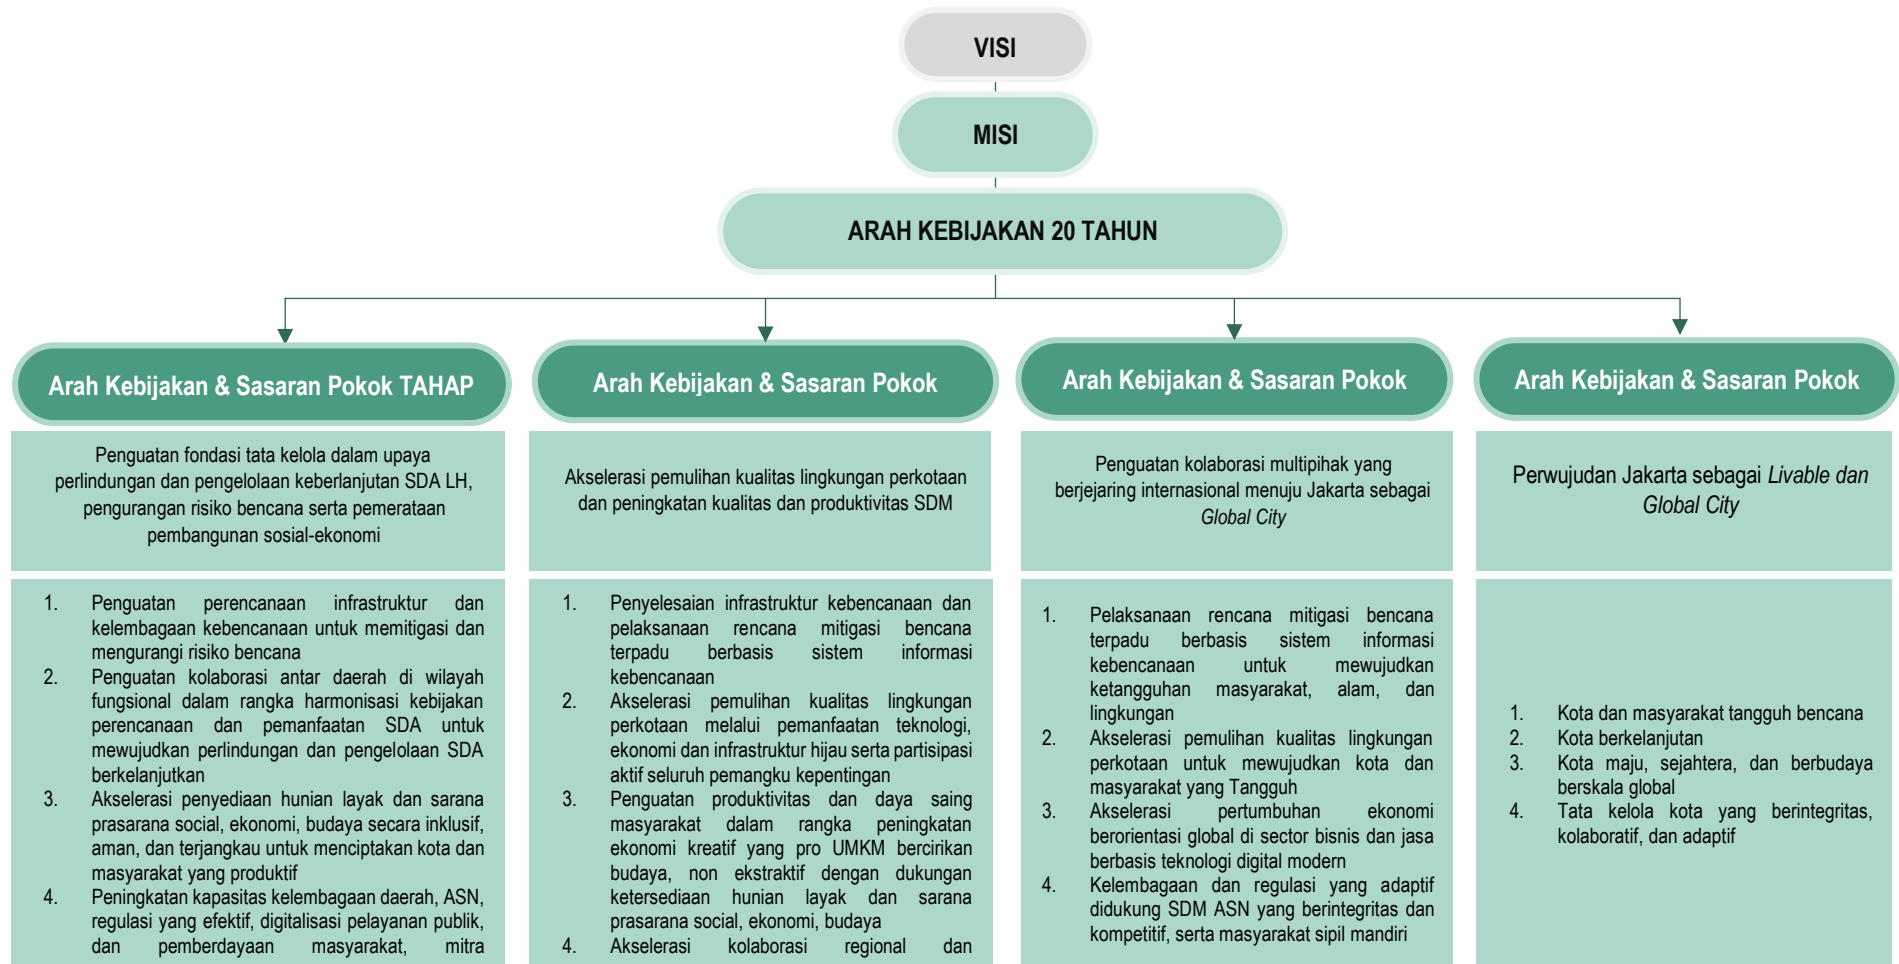 VISI
MISI
ARAH KEBIJAKAN 20 TAHUN
Arah Kebijakan & Sasaran Pokok TAHAP
Penguatan fondasi tata kelola dalam upaya
perlindungan dan pengelolaan keberlanjutan SDA LH,
pengurangan risiko bencana serta pemerataan
pembangunan sosial-ekonomi
1. Penguatan perencanaan infrastruktur dan
kelembagaan kebencanaan untuk memitigasi dan
mengurangi risiko bencana
2. Penguatan kolaborasi antar daerah di wilayah
fungsional dalam rangka harmonisasi kebijakan
perencanaan dan pemanfaatan SDA untuk
mewujudkan perlindungan dan pengelolaan SDA
berkelanjutkan
3. Akselerasi penyediaan hunian layak dan sarana
prasarana social, ekonomi, budaya secara inklusif,
aman, dan terjangkau untuk menciptakan kota dan
masyarakat yang produktif
4. Peningkatan kapasitas kelembagaan daerah, ASN,
regulasi yang efektif, digitalisasi pelayanan publik,
dan pemberdayaan masyarakat, mitra
Arah Kebijakan & Sasaran Pokok
Akselerasi pemulihan kualitas lingkungan perkotaan
dan peningkatan kualitas dan produktivitas SDM
1. Penyelesaian infrastruktur kebencanaan dan
pelaksanaan rencana mitigasi bencana
terpadu berbasis sistem informasi
kebencanaan
2. Akselerasi pemulihan kualitas lingkungan
perkotaan melalui pemanfaatan teknologi,
ekonomi dan infrastruktur hijau serta partisipasi
aktif seluruh pemangku kepentingan
3. Penguatan produktivitas dan daya saing
masyarakat dalam rangka peningkatan
ekonomi kreatif yang pro UMKM bercirikan
budaya, non ekstraktif dengan dukungan
ketersediaan hunian layak dan sarana
prasarana social, ekonomi, budaya
4. Akselerasi kolaborasi regional dan
Arah Kebijakan & Sasaran Pokok
Penguatan kolaborasi multipihak yang
berjejaring internasional menuju Jakarta sebagai
Global City
1. Pelaksanaan rencana mitigasi bencana
terpadu berbasis sistem informasi
kebencanaan untuk mewujudkan
ketangguhan masyarakat, alam, dan
lingkungan
2. Akselerasi pemulihan kualitas lingkungan
perkotaan untuk mewujudkan kota dan
masyarakat yang Tangguh
3. Akselerasi pertumbuhan ekonomi
berorientasi global di sector bisnis dan jasa
berbasis teknologi digital modern
4. Kelembagaan dan regulasi yang adaptif
didukung SDM ASN yang berintegritas dan
kompetitif, serta masyarakat sipil mandiri
Arah Kebijakan & Sasaran Pokok
Perwujudan Jakarta sebagai Livable dan
Global City
1. Kota dan masyarakat tangguh bencana
2. Kota berkelanjutan
3. Kota maju, sejahtera, dan berbudaya
berskala global
4. Tata kelola kota yang berintegritas,
kolaboratif, dan adaptif